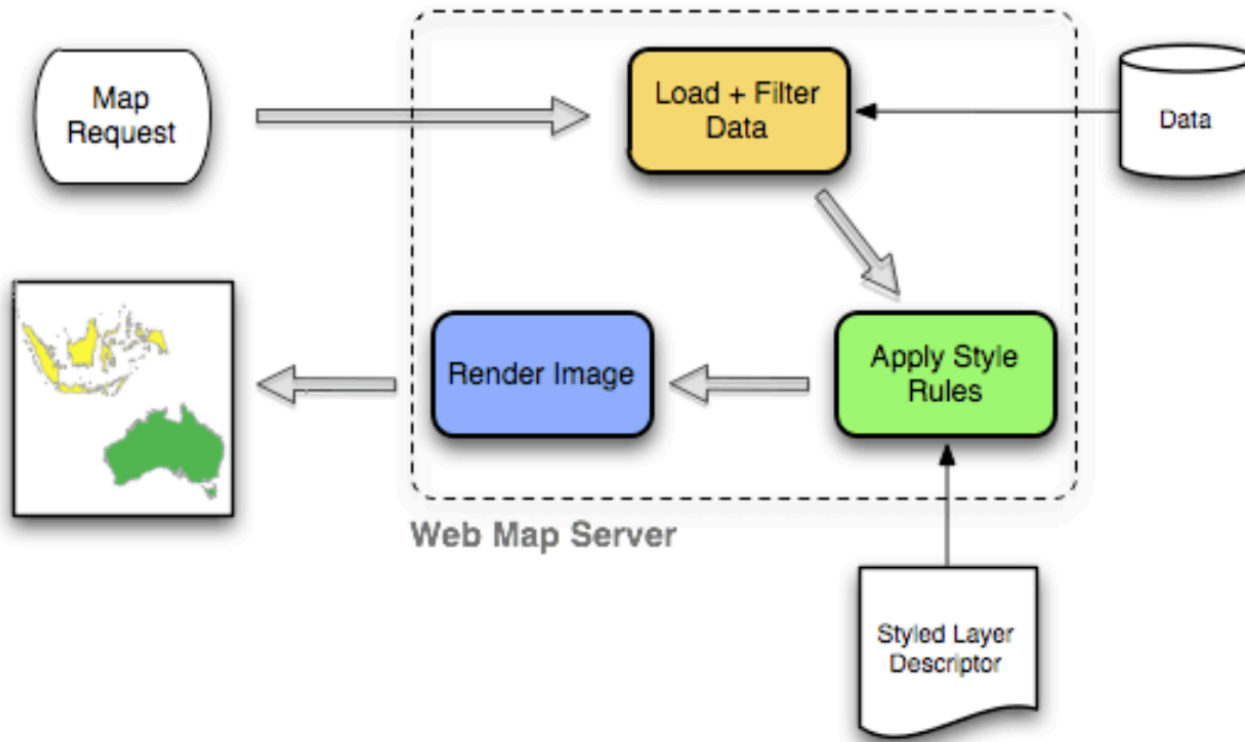 Map
Request
Load + Filter
Data
Data
Render Image
Apply Style
Rules
Web Map Server
Styled Layer
Descriptor